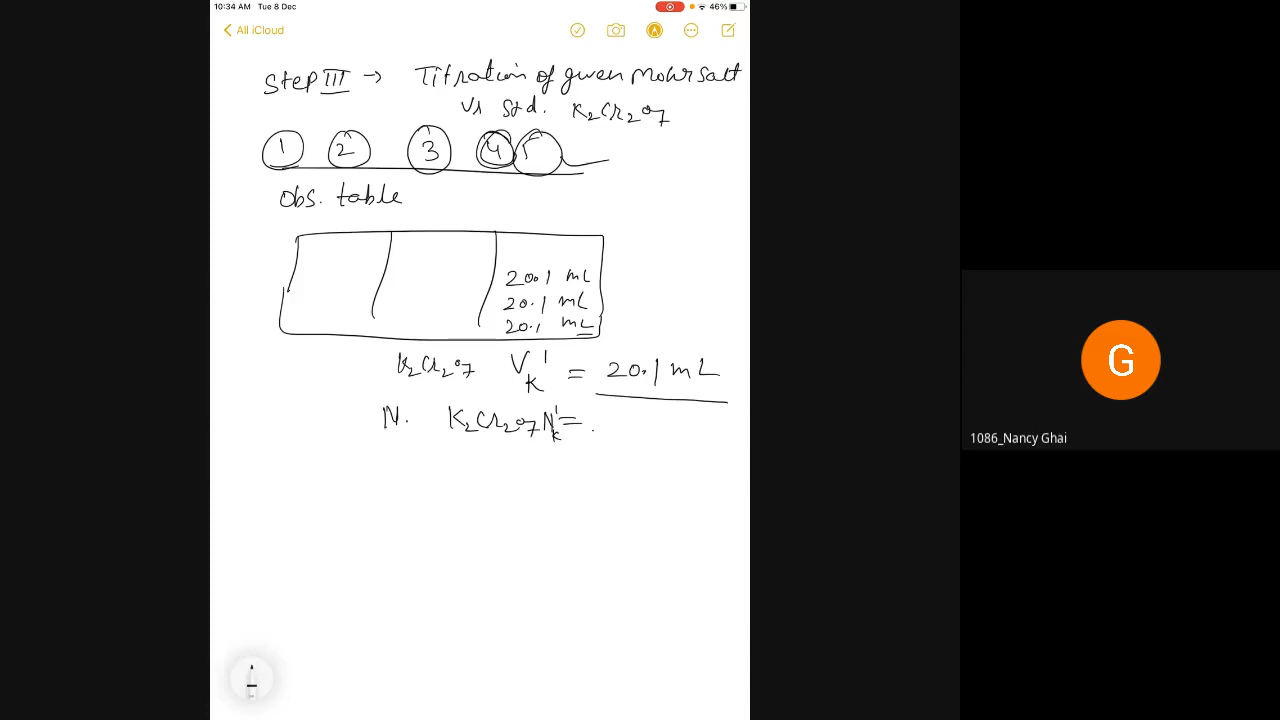 10:34 AM Tue 8 Dec
46%
All iCloud
Step III → Titration of given Mohr Salt
Vs Std. K2Cr2O7
1 2 3 4 5
Obs. table
20.1 mL
20.1 mL
20.1 mL
K2Cr2O7 V'K = 20.1 mL
N. K2Cr2O7 N'K = .
G
1086_Nancy Ghai